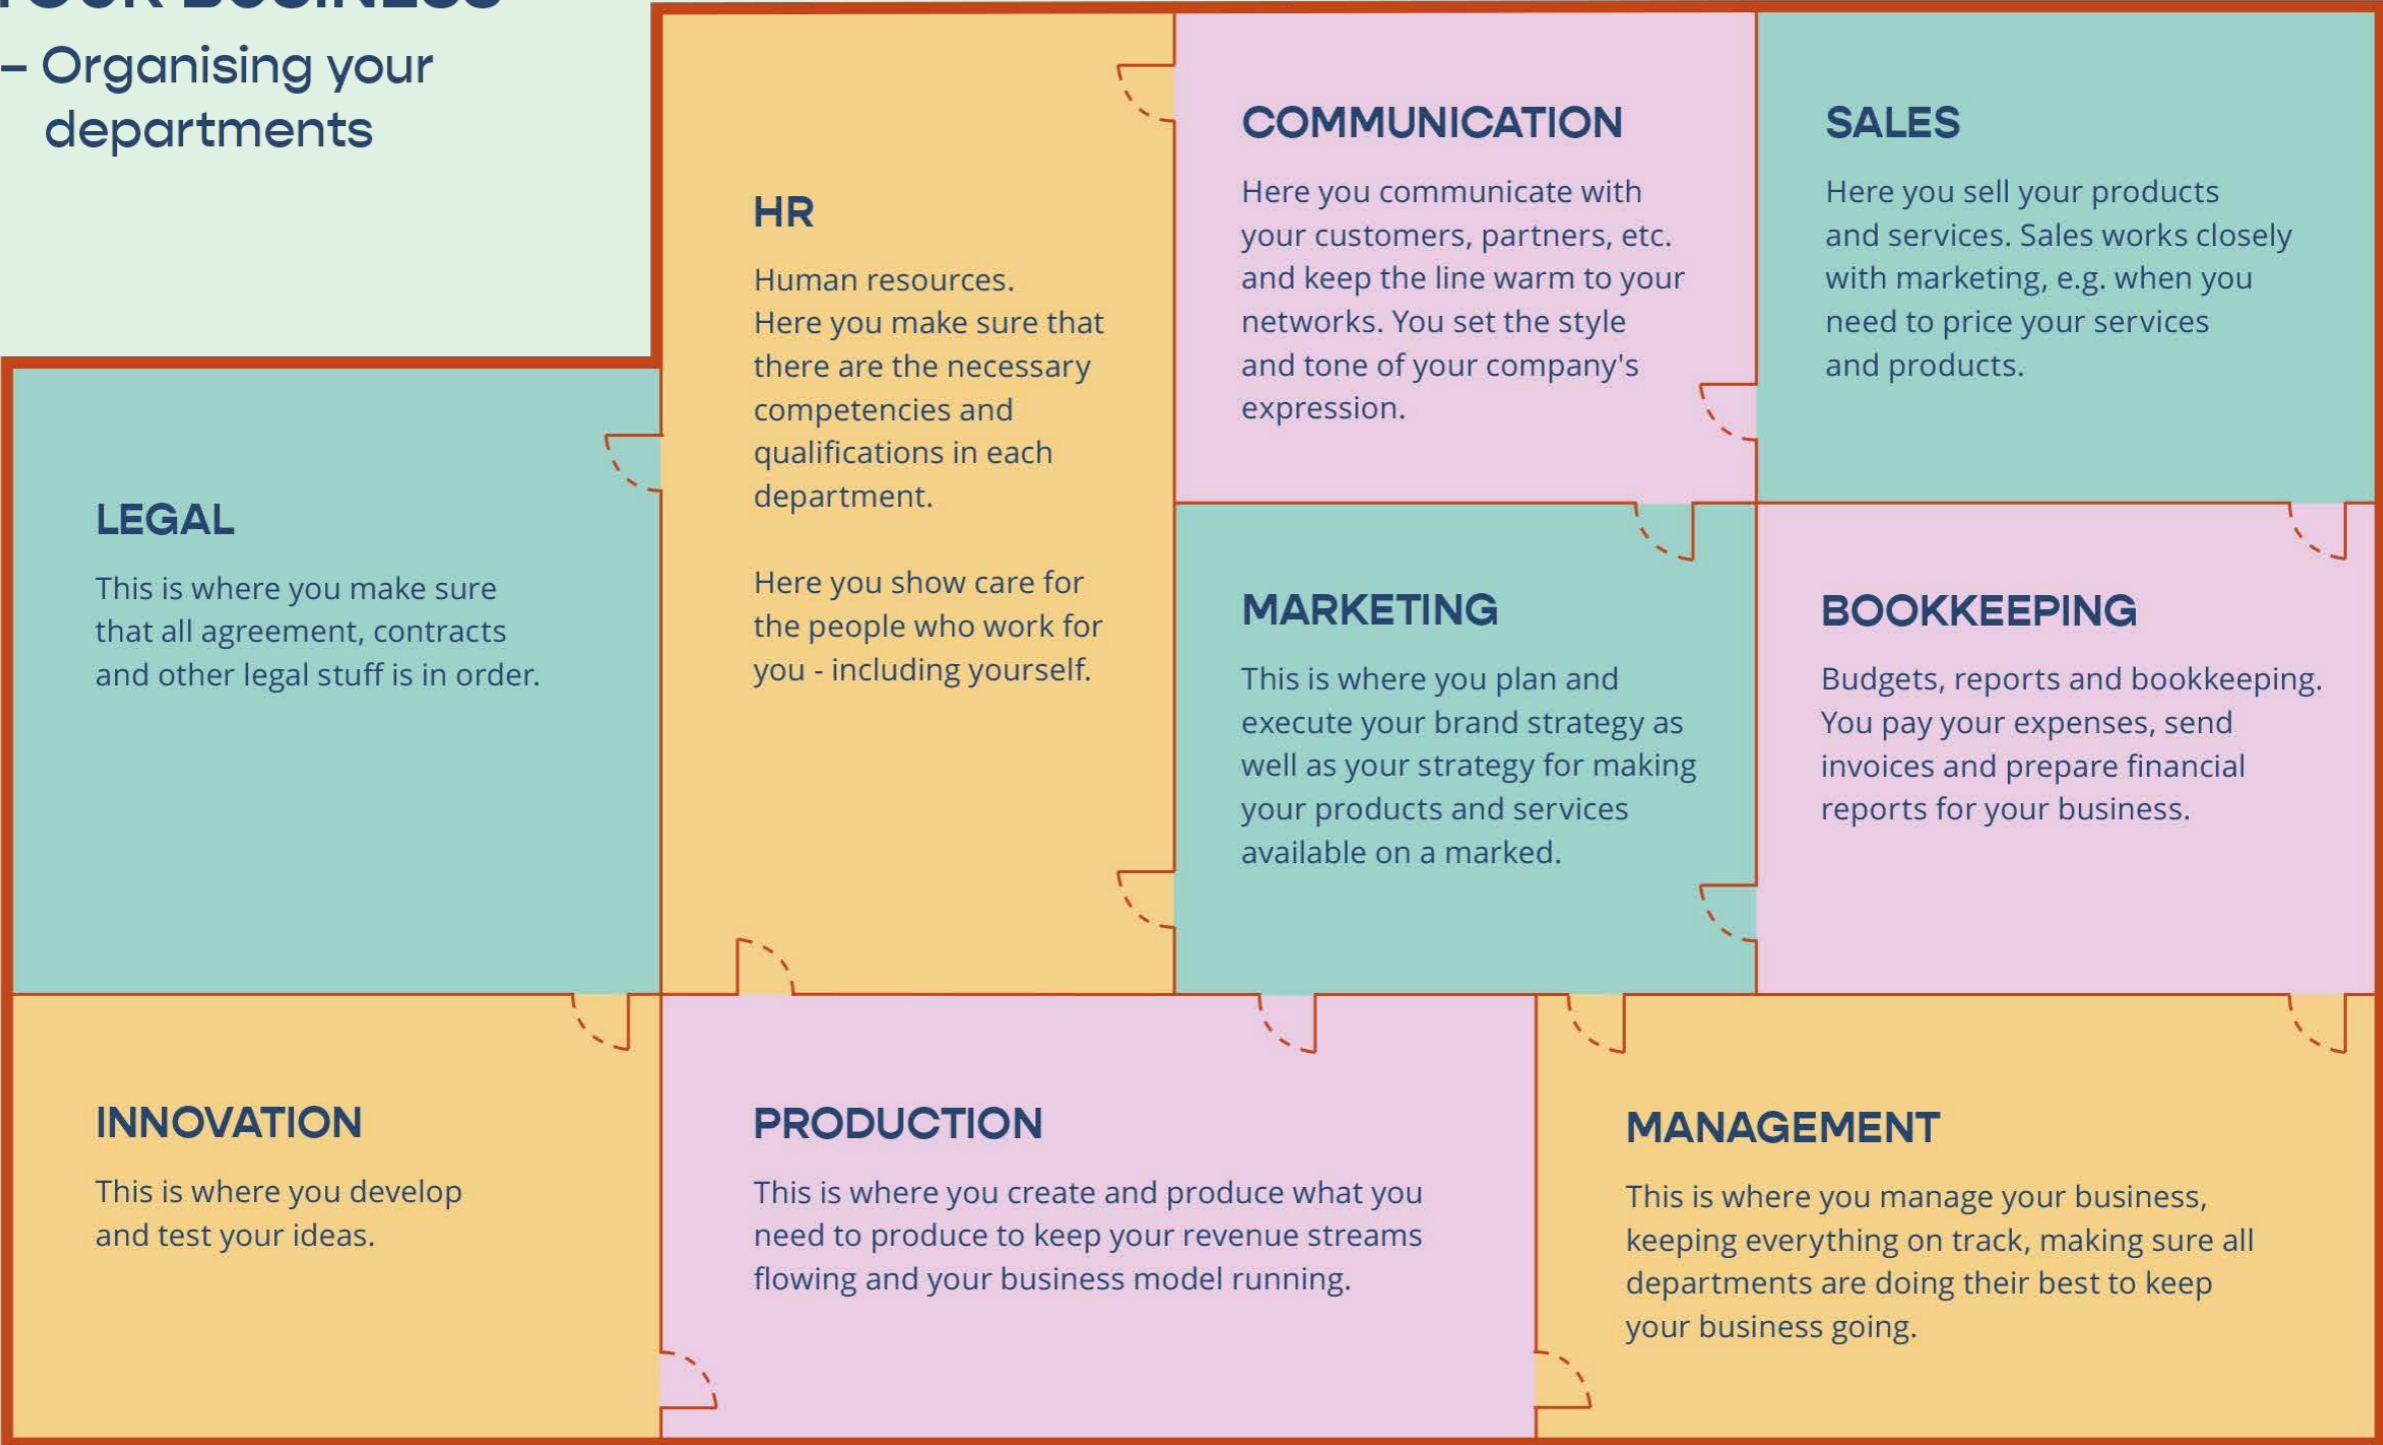 YOUR BUSINESS
– Organising your
departments
HR
Human resources.
Here you make sure that
there are the necessary
competencies and
qualifications in each
department.
Here you show care for
the people who work for
you - including yourself.
COMMUNICATION
Here you communicate with
your customers, partners, etc.
and keep the line warm to your
networks. You set the style
and tone of your company's
expression.
SALES
Here you sell your products
and services. Sales works closely
with marketing, e.g. when you
need to price your services
and products.
LEGAL
This is where you make sure
that all agreement, contracts
and other legal stuff is in order.
MARKETING
This is where you plan and
execute your brand strategy as
well as your strategy for making
your products and services
available on a marked.
BOOKKEEPING
Budgets, reports and bookkeeping.
You pay your expenses, send
invoices and prepare financial
reports for your business.
INNOVATION
This is where you develop
and test your ideas.
PRODUCTION
This is where you create and produce what you
need to produce to keep your revenue streams
flowing and your business model running.
MANAGEMENT
This is where you manage your business,
keeping everything on track, making sure all
departments are doing their best to keep
your business going.